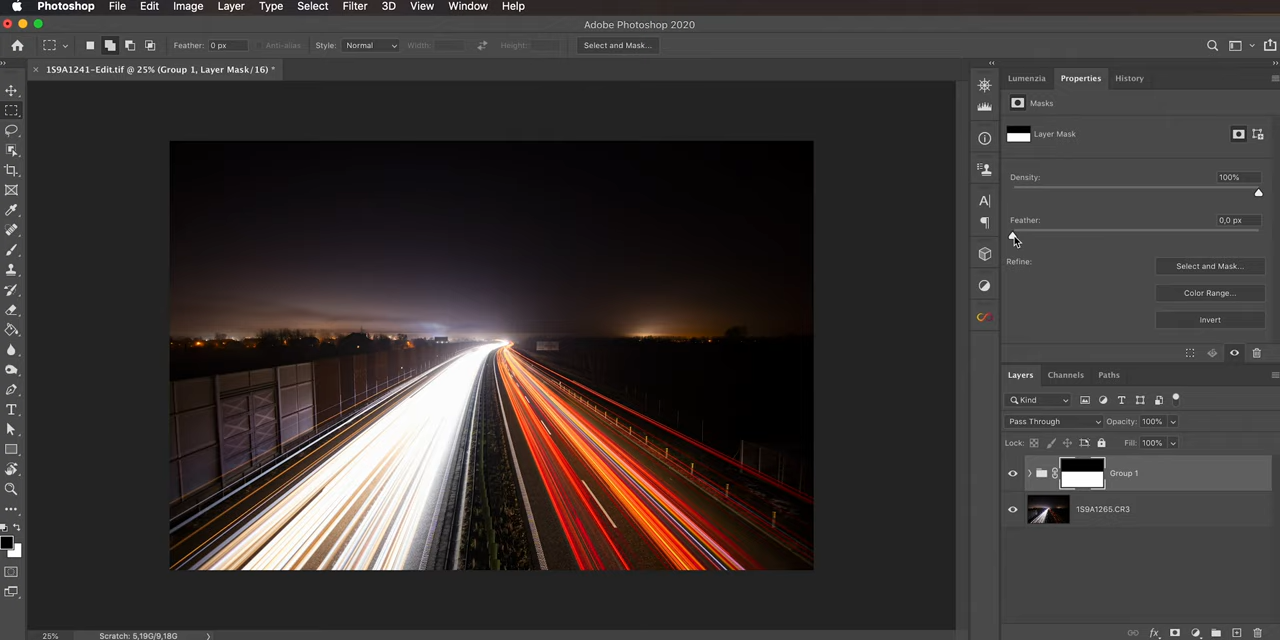 Photoshop File Edit Image Layer Type Select Filter 3D View Window Help
Adobe Photoshop 2020
Feather: 0 px Anti-alias Style: Normal Width: Height: Select and Mask...
1S9A1241-Edit.tif @ 25% (Group 1, Layer Mask/16) *
Lumenzia Properties History
Masks
Layer Mask
Density: 100%
Feather: 0,0 px
Refine: Select and Mask...
Color Range...
Invert
Layers Channels Paths
Kind
Pass Through Opacity: 100%
Lock: Fill: 100%
Group 1
1S9A1265.CR3
25% Scratch: 5,19G/9,18G